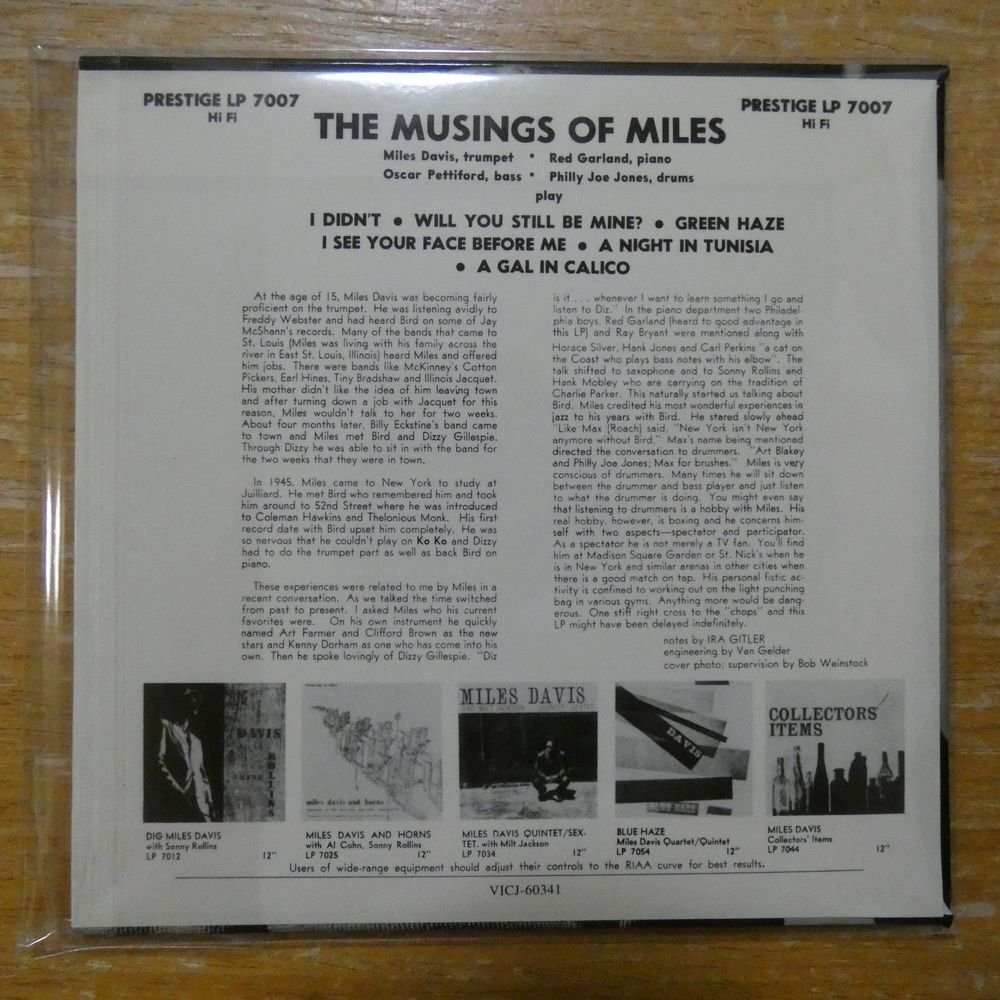 PRESTIGE LP 7007
Hi Fi
PRESTIGE LP 7007
Hi Fi
THE MUSINGS OF MILES
Miles Davis, trumpet • Red Garland, piano
Oscar Pettiford, bass • Philly Joe Jones, drums
play
I DIDN'T • WILL YOU STILL BE MINE? • GREEN HAZE
I SEE YOUR FACE BEFORE ME • A NIGHT IN TUNISIA
• A GAL IN CALICO
At the age of 15, Miles Davis was becoming fairly
proficient on the trumpet. He was listening avidly to
Freddy Webster and had heard Bird on some of Jay
McShann's records. Many of the bands that came to
St. Louis (Miles was living with his family across the
river in East St. Louis, Illinois) heard Miles and offered
him jobs. There were bands like McKinney's Cotton
Pickers, Earl Hines, Tiny Bradshaw and Illinois Jacquet.
His mother didn't like the idea of him leaving town
and after turning down a job with Jacquet for this
reason, Miles wouldn't talk to her for two weeks.
About four months later, Billy Eckstine's band came
to town and Miles met Bird and Dizzy Gillespie.
Through Dizzy he was able to sit in with the band for
the two weeks that they were in town.
In 1945, Miles came to New York to study at
Juilliard. He met Bird who remembered him and took
him around to 52nd Street where he was introduced
to Coleman Hawkins and Thelonious Monk. His first
record date with Bird upset him completely. He was
so nervous that he couldn't play on Ko Ko and Dizzy
had to do the trumpet part as well as back Bird on
piano.
These experiences were related to me by Miles in a
recent conversation. As we talked the time switched
from past to present. I asked Miles who his current
favorites were. On his own instrument he quickly
named Art Farmer and Clifford Brown as the new
stars and Kenny Dorham as one who has come into his
own. Then he spoke lovingly of Dizzy Gillespie. "Diz
is it . . . whenever I want to learn something I go and
listen to Diz." In the piano department two Philadel-
phia boys, Red Garland (heard to good advantage in
this LP) and Ray Bryant were mentioned along with
Horace Silver, Hank Jones and Carl Perkins "a cat on
the Coast who plays bass notes with his elbow". The
talk shifted to saxophone and to Sonny Rollins and
Hank Mobley who are carrying on the tradition of
Charlie Parker. This naturally started us talking about
Bird. Miles credited his most wonderful experiences in
jazz to his years with Bird. He stared slowly ahead
"Like Max (Roach) said, "New York isn't New York
anymore without Bird." Max's name being mentioned
directed the conversation to drummers. "Art Blakey
and Philly Joe Jones; Max for brushes." Miles is very
conscious of drummers. Many times he will sit down
between the drummer and bass player and just listen
to what the drummer is doing. You might even say
that listening to drummers is a hobby with Miles. His
real hobby, however, is boxing and he concerns him-
self with two aspects—spectator and participator.
As a spectator he is not merely a TV fan. You'll find
him at Madison Square Garden or St. Nick's when he
is in New York and similar arenas in other cities when
there is a good match on tap. His personal fistic ac-
tivity is confined to working out on the light punching
bag in various gyms. Anything more would be dang-
erous. One stiff right cross to the "chops" and this
LP might have been delayed indefinitely.
notes by IRA GITLER
engineering by Van Gelder
cover photo; supervision by Bob Weinstock
DAVIS
ROLLINS
miles davis and horns
MILES DAVIS
DAVIS
COLLECTORS'
ITEMS
DIG MILES DAVIS
with Sonny Rollins
LP 7012 12"
MILES DAVIS AND HORNS
with Al Cohn, Sonny Rollins
LP 7025 12"
MILES DAVIS QUINTET/SEX-
TET, with Milt Jackson
LP 7034 12"
BLUE HAZE
Miles Davis Quartet/Quintet
LP 7054 12"
MILES DAVIS
Collectors' Items
LP 7044 12"
Users of wide-range equipment should adjust their controls to the RIAA curve for best results.
VICJ-60341